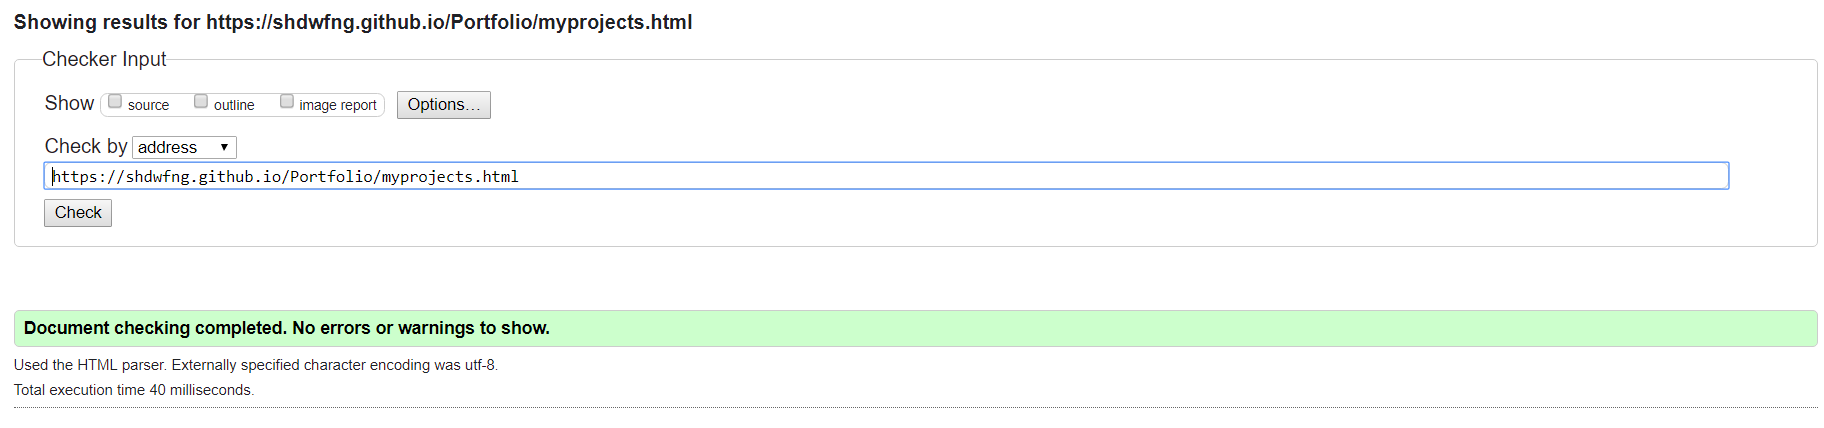 Showing results for https://shdwfng.github.io/Portfolio/myprojects.html
Checker Input
Show source outline image report Options…
Check by address
https://shdwfng.github.io/Portfolio/myprojects.html
Check
Document checking completed. No errors or warnings to show.
Used the HTML parser. Externally specified character encoding was utf-8.
Total execution time 40 milliseconds.